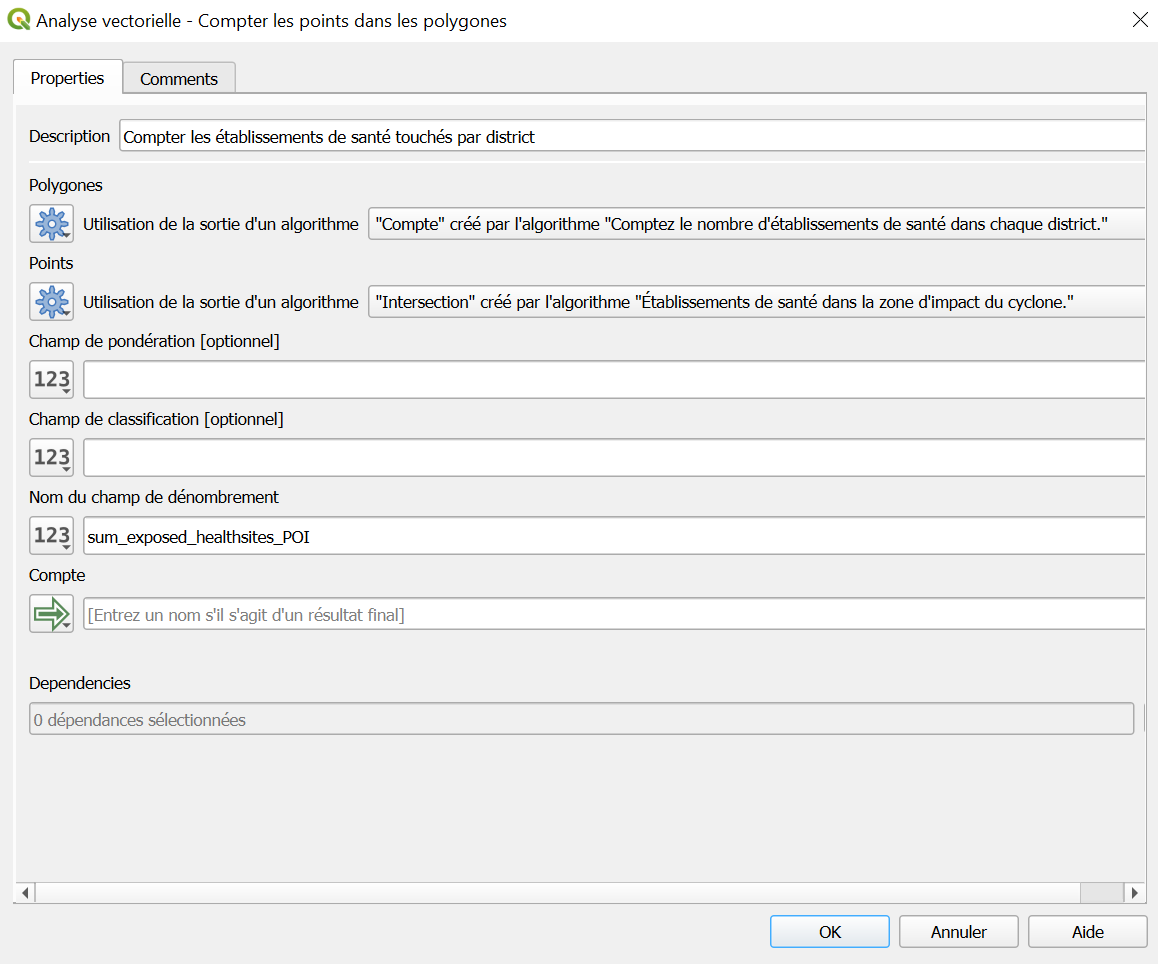 Analyse vectorielle - Compter les points dans les polygones
Properties
Comments
Description
Compter les établissements de santé touchés par district
Polygones
Utilisation de la sortie d'un algorithme
"Compte" créé par l'algorithme "Comptez le nombre d'établissements de santé dans chaque district."
Points
Utilisation de la sortie d'un algorithme
"Intersection" créé par l'algorithme "Établissements de santé dans la zone d'impact du cyclone."
Champ de pondération [optionnel]
123
Champ de classification [optionnel]
123
Nom du champ de dénombrement
123
sum_exposed_healthsites_POI
Compte
[Entrez un nom s'il s'agit d'un résultat final]
Dependencies
0 dépendances sélectionnées
OK
Annuler
Aide